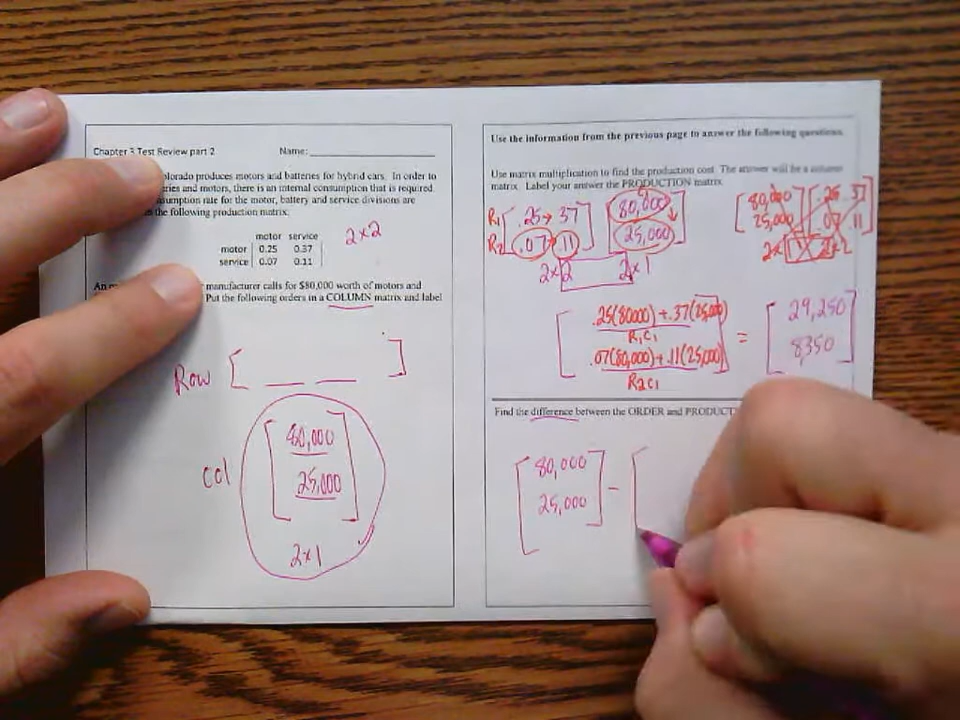 Chapter 3 Test Review part 2 Name:
lorado produces motors and batteries for hybrid cars. In order to
ries and motors, there is an internal consumption that is required.
sumption rate for the motor, battery and service divisions are
the following production matrix.
motor service
motor 0.25 0.37
service 0.07 0.11
2x2
An manufacturer calls for $80,000 worth of motors and
Put the following orders in a COLUMN matrix and label
Row
Col
80,000
25,000
2x1
Use the information from the previous page to answer the following questions.
Use matrix multiplication to find the production cost. The answer will be a column
matrix. Label your answer the PRODUCTION matrix.
R1 .25 .37 80,000
R2 .07 .11 25,000
2x2 2x1
80,000 .25 .37
25,000 .07 .11
2x1 2x2
.25(80000)+.37(25,000)
R1C1
.07(80,000)+.11(25,000)
R2C1
=
29,250
8350
Find the difference between the ORDER and PRODUCT
80,000
25,000
-